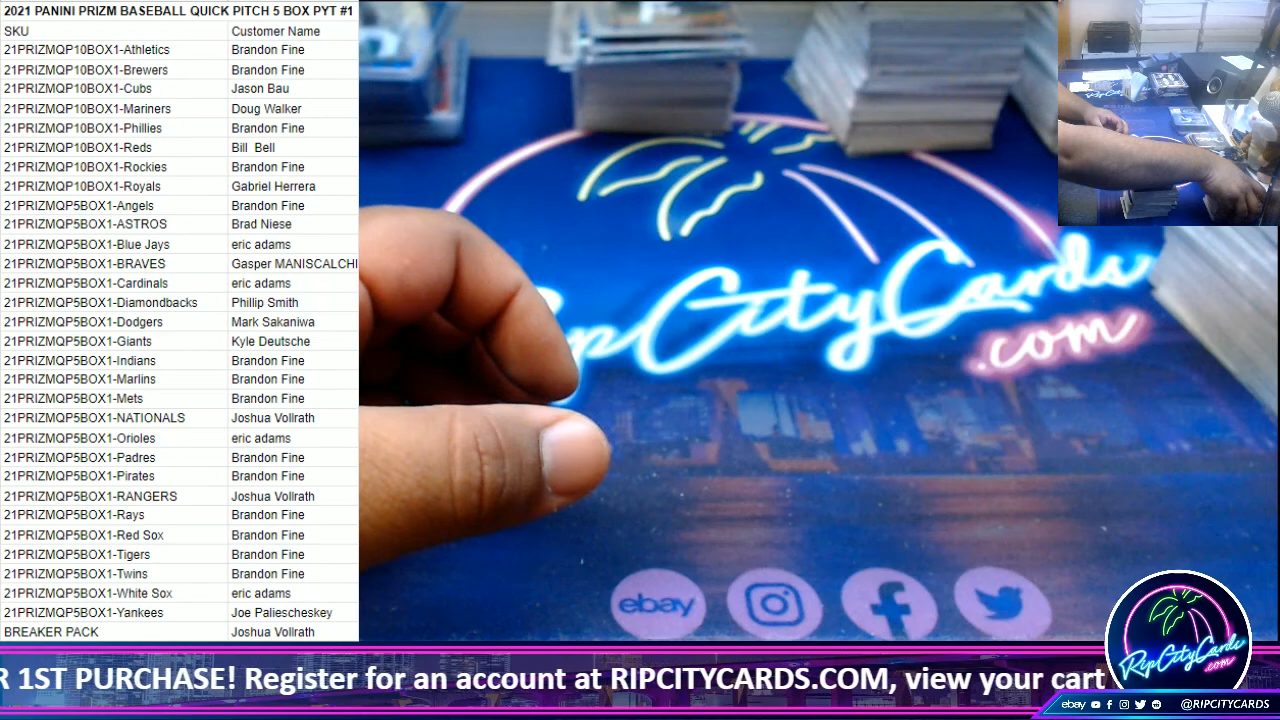 2021 PANINI PRIZM BASEBALL QUICK PITCH 5 BOX PYT #1
SKU Customer Name
21PRIZMQP10BOX1-Athletics Brandon Fine
21PRIZMQP10BOX1-Brewers Brandon Fine
21PRIZMQP10BOX1-Cubs Jason Bau
21PRIZMQP10BOX1-Mariners Doug Walker
21PRIZMQP10BOX1-Phillies Brandon Fine
21PRIZMQP10BOX1-Reds Bill Bell
21PRIZMQP10BOX1-Rockies Brandon Fine
21PRIZMQP10BOX1-Royals Gabriel Herrera
21PRIZMQP5BOX1-Angels Brandon Fine
21PRIZMQP5BOX1-ASTROS Brad Niese
21PRIZMQP5BOX1-Blue Jays eric adams
21PRIZMQP5BOX1-BRAVES Gasper MANISCALCHI
21PRIZMQP5BOX1-Cardinals eric adams
21PRIZMQP5BOX1-Diamondbacks Phillip Smith
21PRIZMQP5BOX1-Dodgers Mark Sakaniwa
21PRIZMQP5BOX1-Giants Kyle Deutsche
21PRIZMQP5BOX1-Indians Brandon Fine
21PRIZMQP5BOX1-Marlins Brandon Fine
21PRIZMQP5BOX1-Mets Brandon Fine
21PRIZMQP5BOX1-NATIONALS Joshua Vollrath
21PRIZMQP5BOX1-Orioles eric adams
21PRIZMQP5BOX1-Padres Brandon Fine
21PRIZMQP5BOX1-Pirates Brandon Fine
21PRIZMQP5BOX1-RANGERS Joshua Vollrath
21PRIZMQP5BOX1-Rays Brandon Fine
21PRIZMQP5BOX1-Red Sox Brandon Fine
21PRIZMQP5BOX1-Tigers Brandon Fine
21PRIZMQP5BOX1-Twins Brandon Fine
21PRIZMQP5BOX1-White Sox eric adams
21PRIZMQP5BOX1-Yankees Joe Paliescheskey
BREAKER PACK Joshua Vollrath
RipCityCards
.com
ebay
RipCityCards
.com
R 1ST PURCHASE! Register for an account at RIPCITYCARDS.COM, view your cart
ebay @RIPCITYCARDS